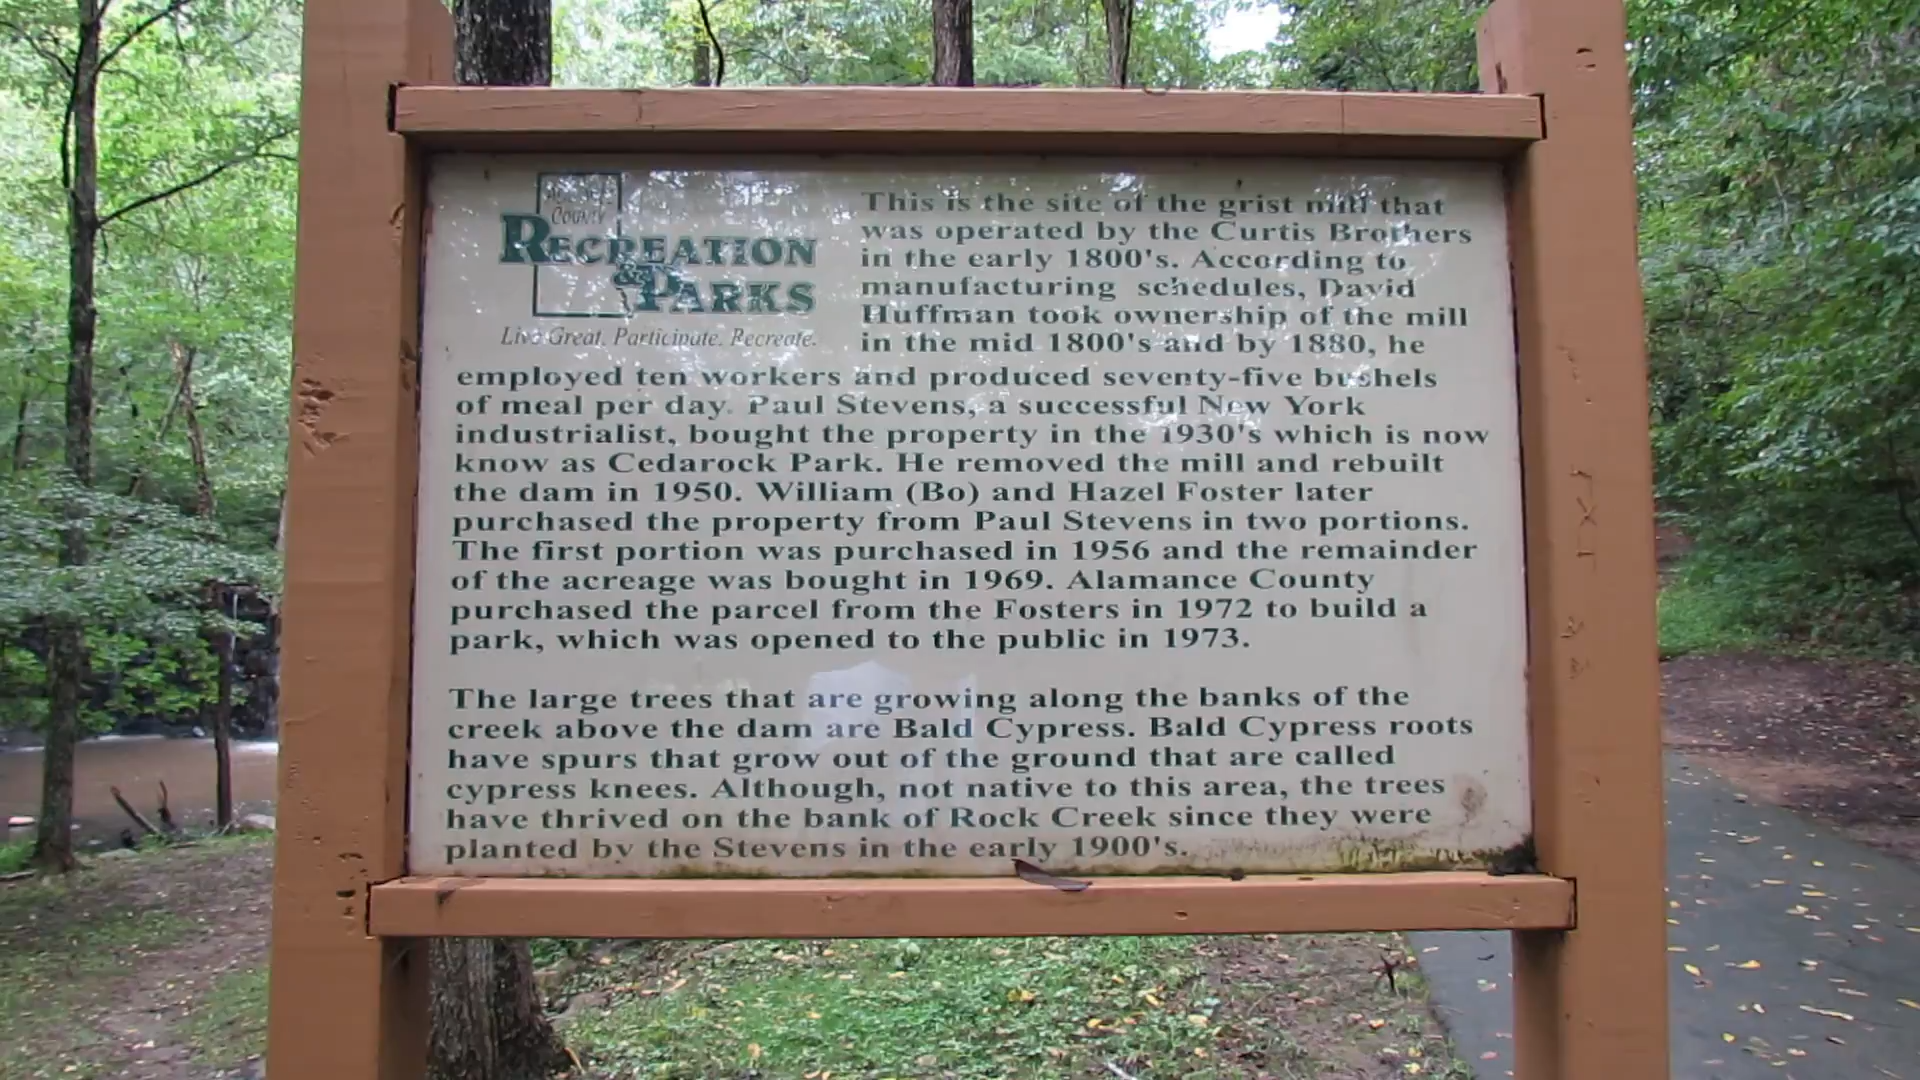 COUNTY
RECREATION
& PARKS
Live Great. Participate. Recreate.
This is the site of the grist mill that
was operated by the Curtis Brothers
in the early 1800's. According to
manufacturing schedules, David
Huffman took ownership of the mill
in the mid 1800's and by 1880, he
employed ten workers and produced seventy-five bushels
of meal per day. Paul Stevens, a successful New York
industrialist, bought the property in the 1930's which is now
know as Cedarock Park. He removed the mill and rebuilt
the dam in 1950. William (Bo) and Hazel Foster later
purchased the property from Paul Stevens in two portions.
The first portion was purchased in 1956 and the remainder
of the acreage was bought in 1969. Alamance County
purchased the parcel from the Fosters in 1972 to build a
park, which was opened to the public in 1973.
The large trees that are growing along the banks of the
creek above the dam are Bald Cypress. Bald Cypress roots
have spurs that grow out of the ground that are called
cypress knees. Although, not native to this area, the trees
have thrived on the bank of Rock Creek since they were
planted by the Stevens in the early 1900's.